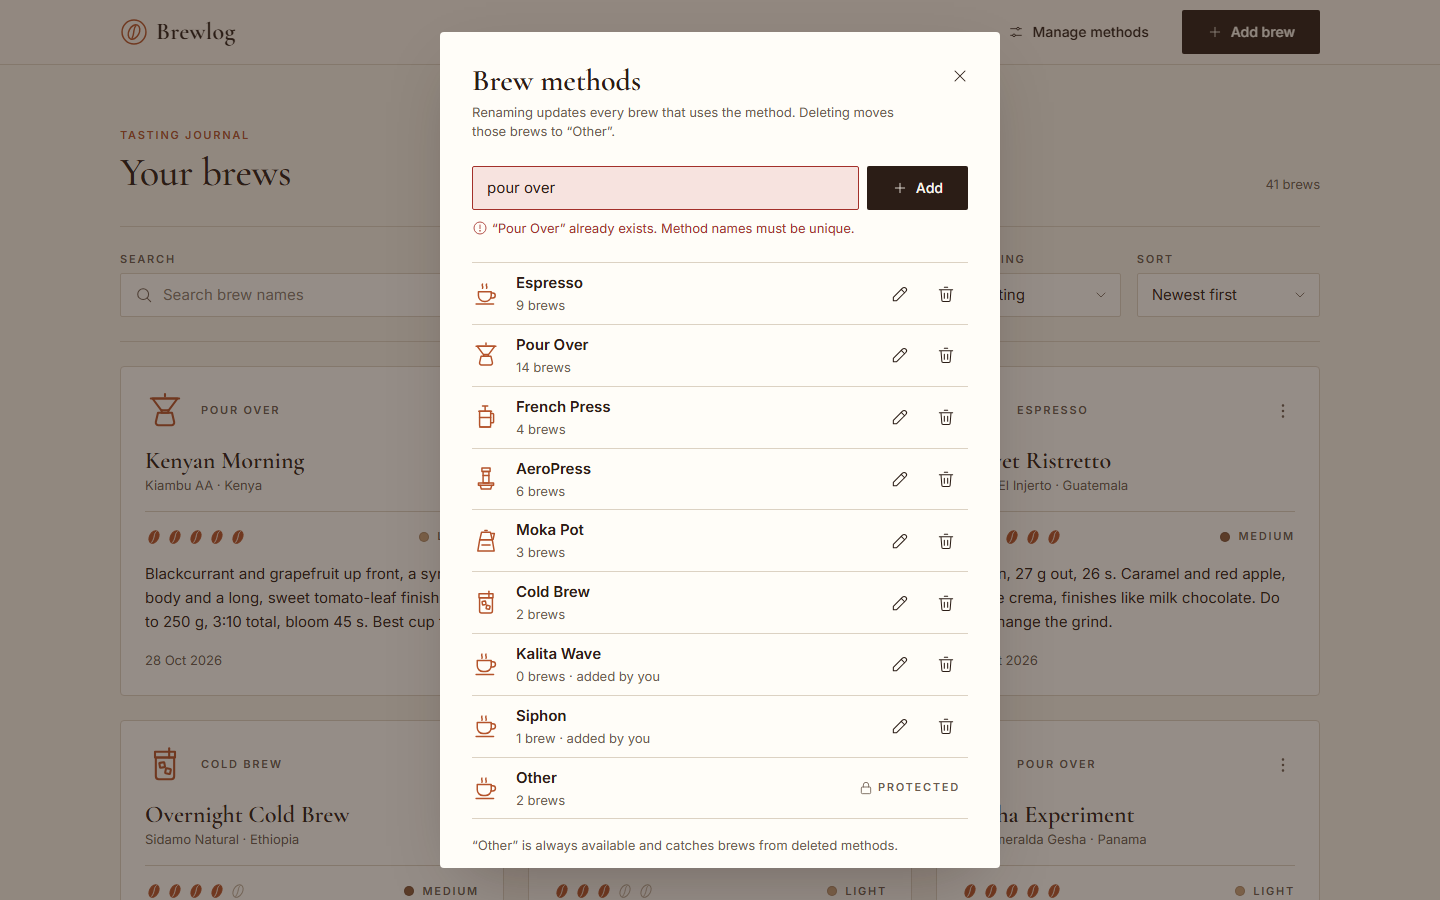 Brewlog
Manage methods
Add brew
TASTING JOURNAL
Your brews
41 brews
SEARCH
Search brew names
SORT
Newest first
Brew methods
Renaming updates every brew that uses the method. Deleting moves
those brews to “Other”.
pour over
Add
“Pour Over” already exists. Method names must be unique.
Espresso
9 brews
Pour Over
14 brews
French Press
4 brews
AeroPress
6 brews
Moka Pot
3 brews
Cold Brew
2 brews
Kalita Wave
0 brews · added by you
Siphon
1 brew · added by you
Other
2 brews
PROTECTED
“Other” is always available and catches brews from deleted methods.
POUR OVER
Kenyan Morning
Kiambu AA · Kenya
Blackcurrant and grapefruit up front, a
body and a long, sweet tomato-leaf finish
to 250 g, 3:10 total, bloom 45 s. Best cup
28 Oct 2026
ESPRESSO
Ristretto
El Injerto · Guatemala
MEDIUM
27 g out, 26 s. Caramel and red apple,
crema, finishes like milk chocolate. Do
the grind.
2026
COLD BREW
Overnight Cold Brew
Sidamo Natural · Ethiopia
MEDIUM
LIGHT
POUR OVER
Experiment
Gesha · Panama
LIGHT